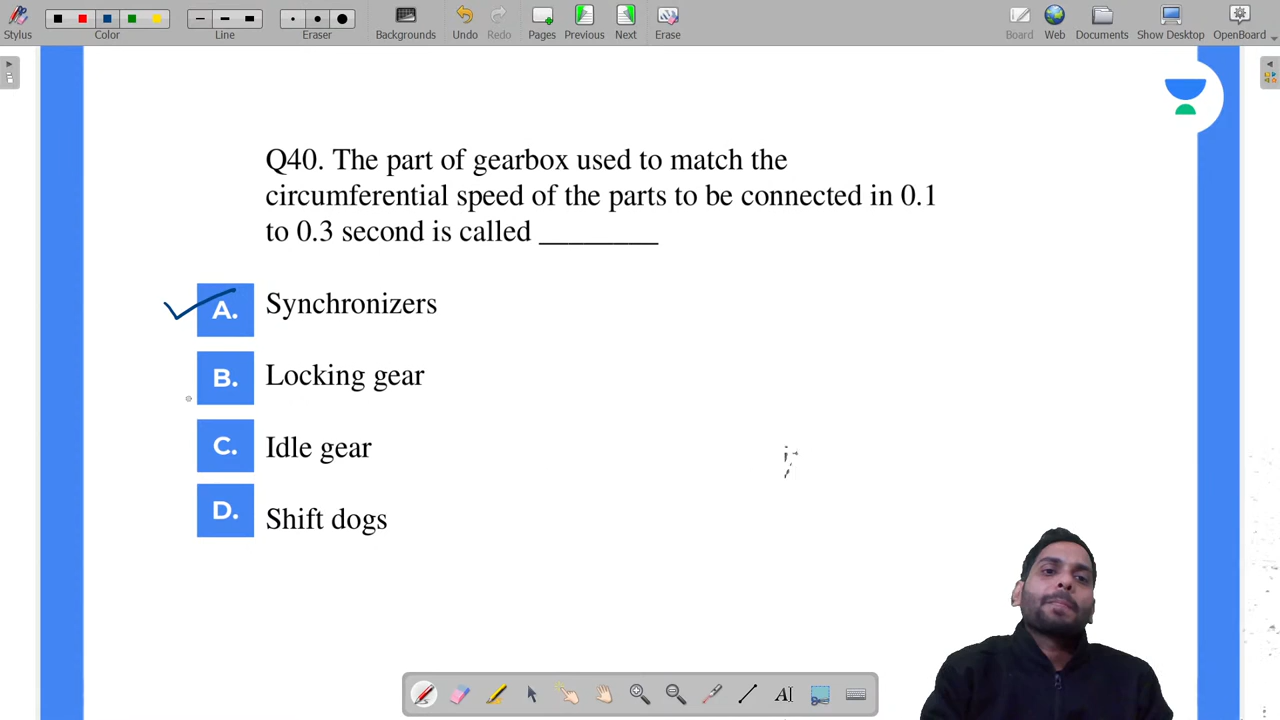 Stylus
Color
Line
Eraser
Backgrounds
Undo
Redo
Pages
Previous
Next
Erase
Board
Web
Documents
Show Desktop
OpenBoard
Q40. The part of gearbox used to match the
circumferential speed of the parts to be connected in 0.1
to 0.3 second is called ________
A. Synchronizers
B. Locking gear
C. Idle gear
D. Shift dogs